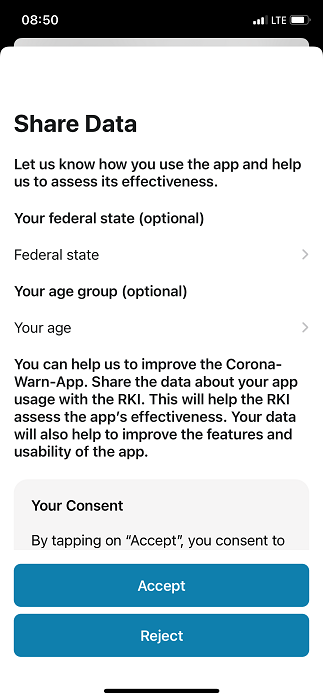 08:50
LTE
Share Data
Let us know how you use the app and help
us to assess its effectiveness.
Your federal state (optional)
Federal state
Your age group (optional)
Your age
You can help us to improve the Corona-
Warn-App. Share the data about your app
usage with the RKI. This will help the RKI
assess the app’s effectiveness. Your data
will also help to improve the features and
usability of the app.
Your Consent
By tapping on “Accept”, you consent to
Accept
Reject